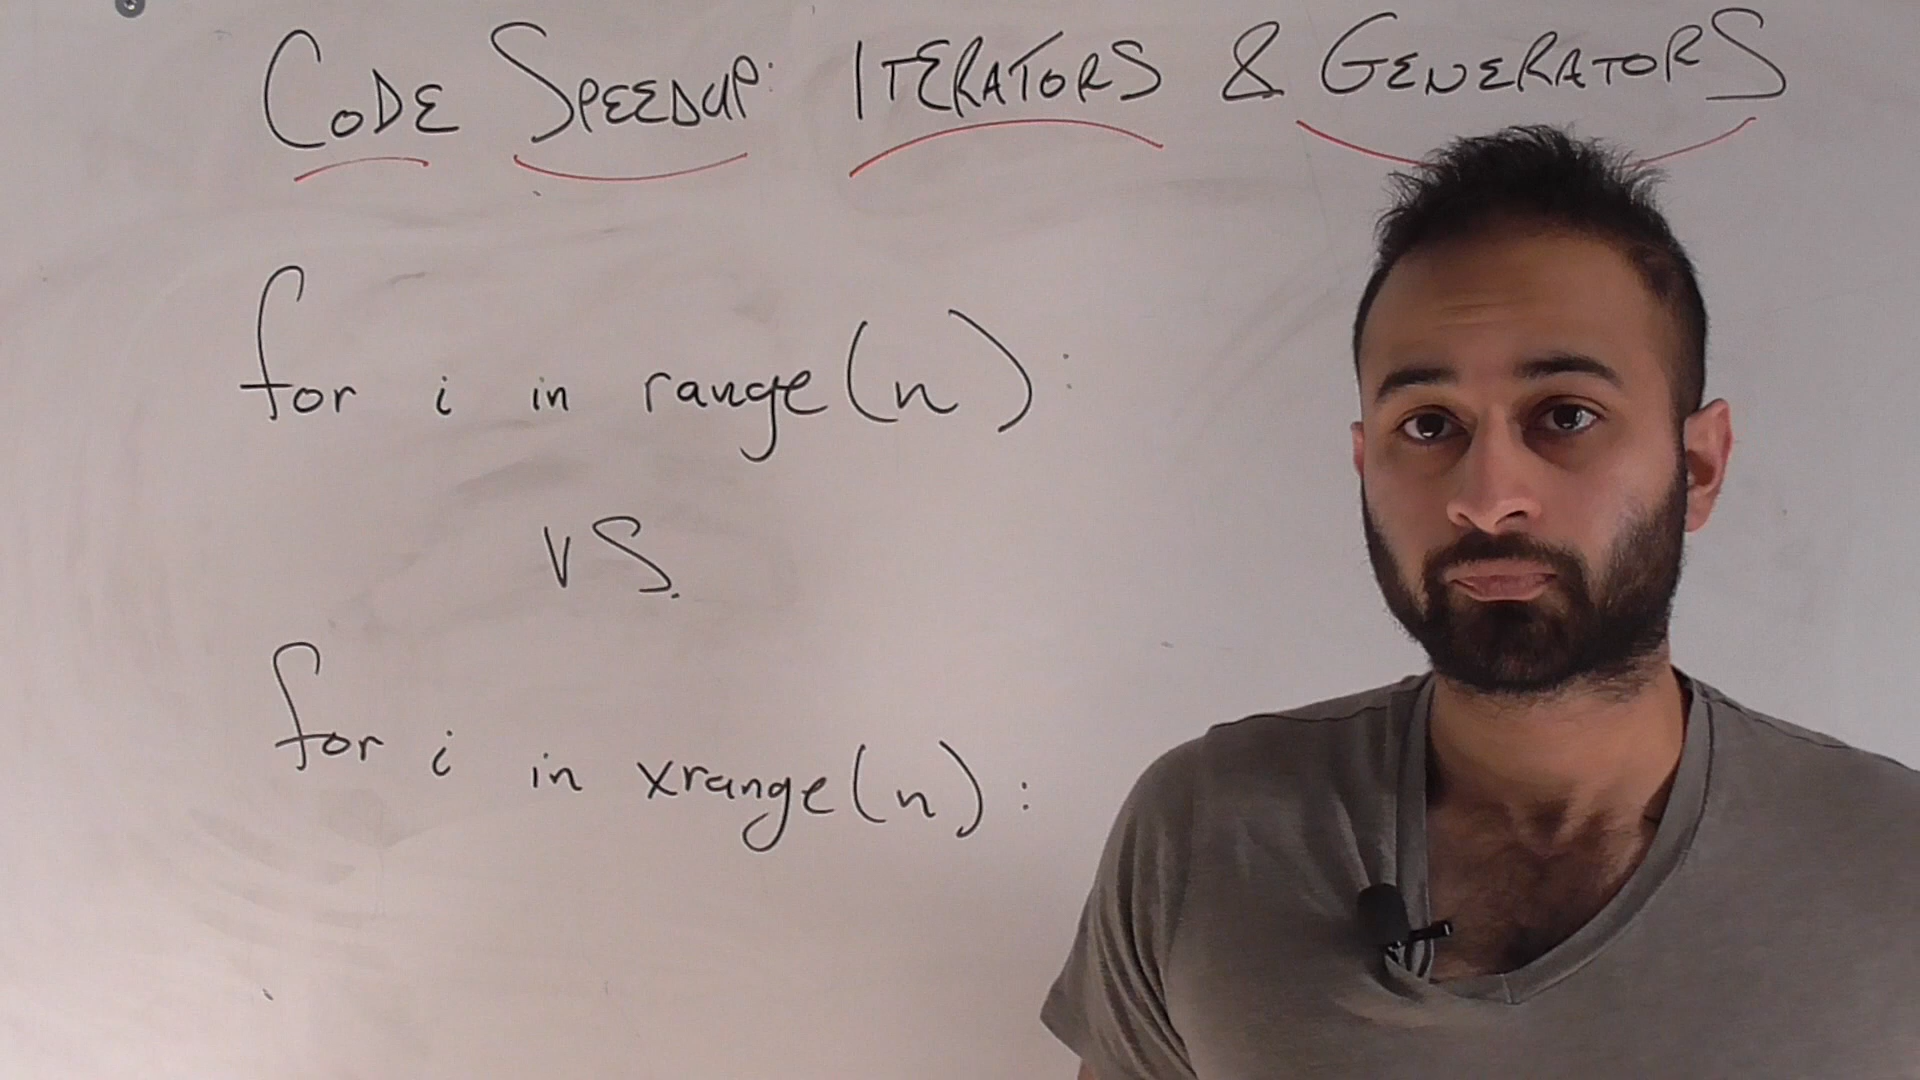 CODE SPEEDUP: ITERATORS & GENERATORS
for i in range(n):
VS.
for i in xrange(n):